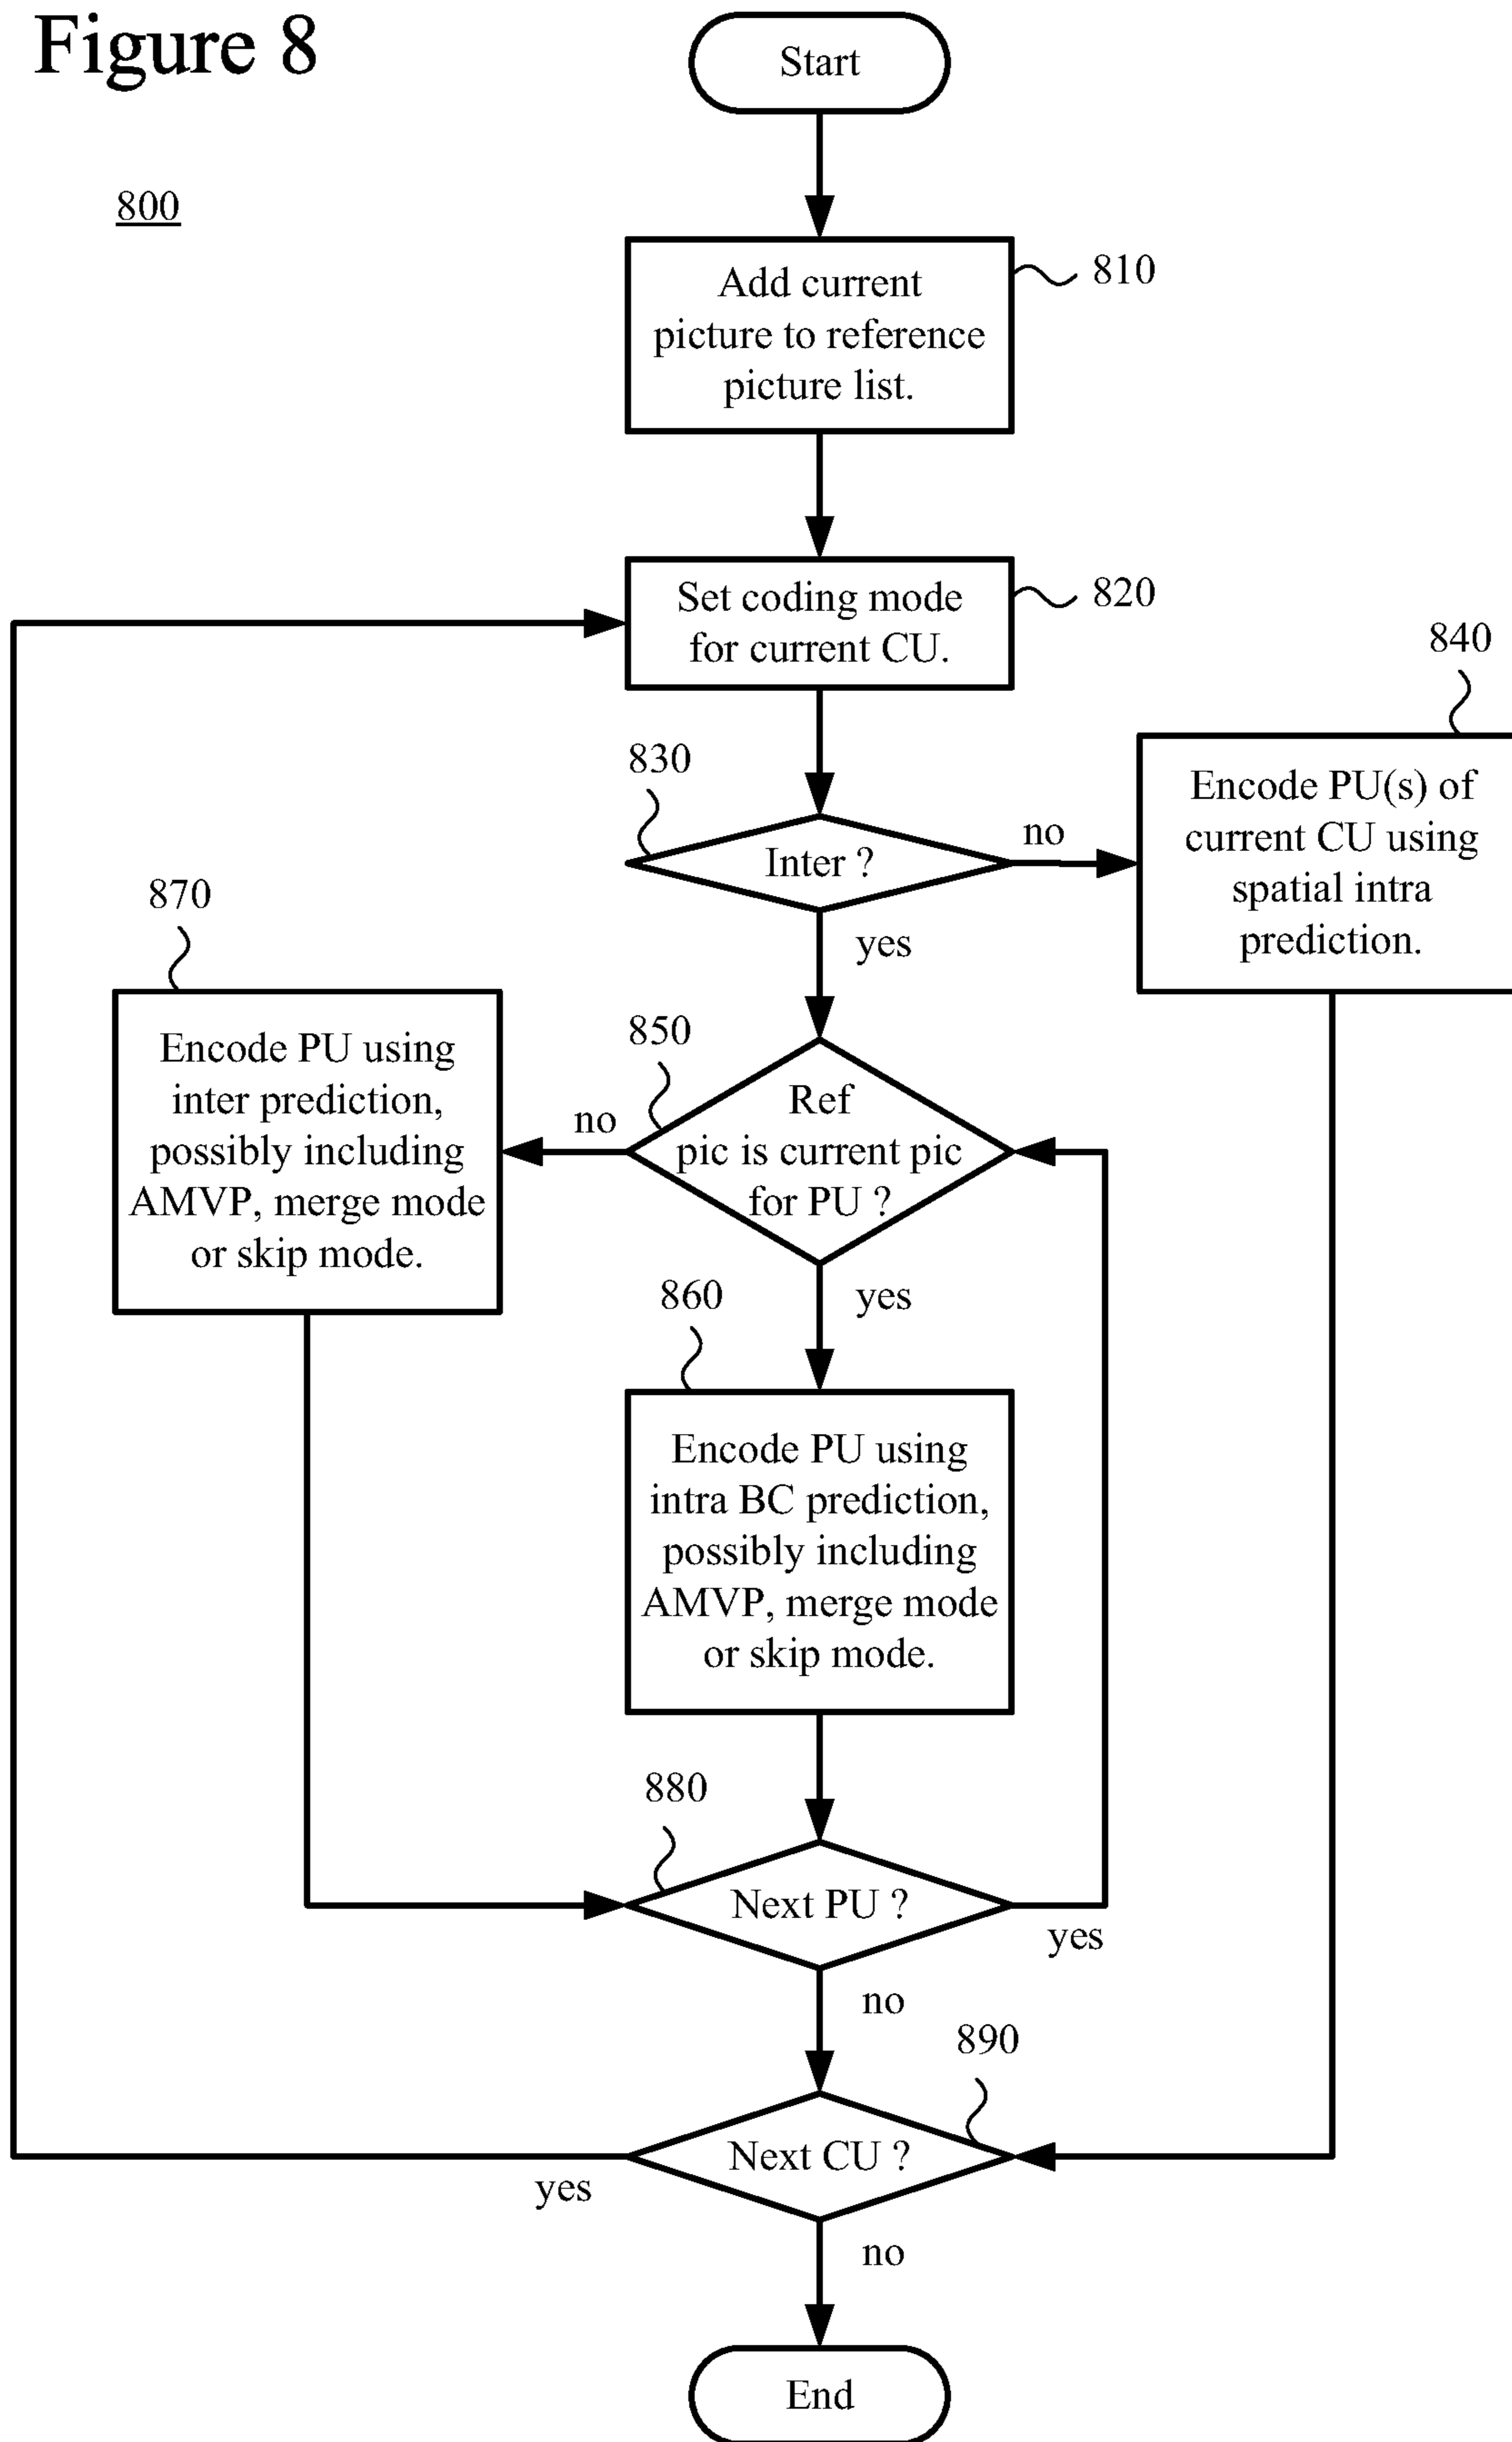 Figure 8
Start
800
Add current
picture to reference
picture list.
810
Set coding mode
for current CU.
820
840
830
Inter ?
no
Encode PU(s) of
current CU using
spatial intra
prediction.
yes
870
Encode PU using
inter prediction,
possibly including
AMVP, merge mode
or skip mode.
850
no
Ref
pic is current pic
for PU ?
yes
860
Encode PU using
intra BC prediction,
possibly including
AMVP, merge mode
or skip mode.
880
Next PU ?
yes
no
890
Next CU ?
yes
no
End